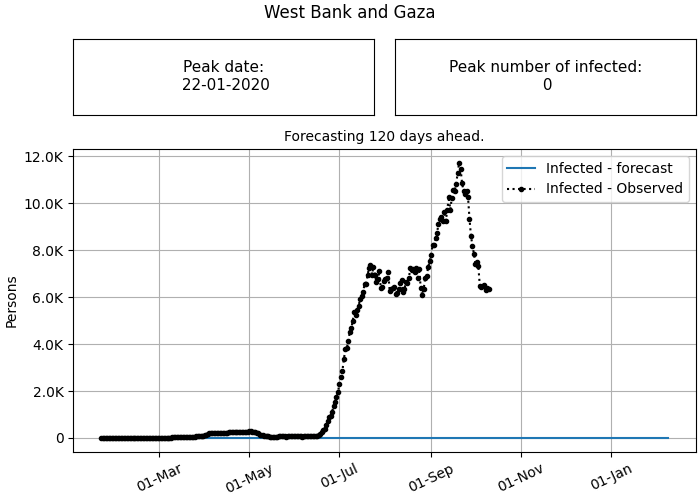 West Bank and Gaza
Peak date:
22-01-2020
Peak number of infected:
0
Forecasting 120 days ahead.
12.0K
10.0K
8.0K
6.0K
4.0K
2.0K
0
Persons
Infected - forecast
Infected - Observed
01-Mar
01-May
01-Jul
01-Sep
01-Nov
01-Jan